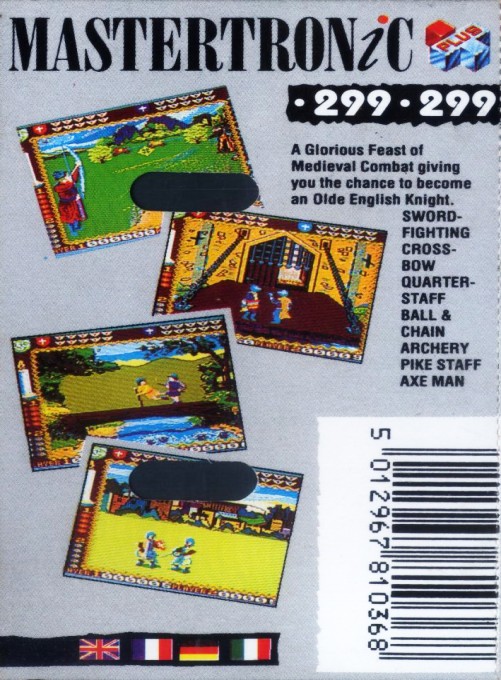 MASTERTRONiC
PLUS
·299·299
A Glorious Feast of
Medieval Combat giving
you the chance to become
an Olde English Knight.
SWORD-
FIGHTING
CROSS-
BOW
QUARTER-
STAFF
BALL &
CHAIN
ARCHERY
PIKE STAFF
AXE MAN
5 012967 810368